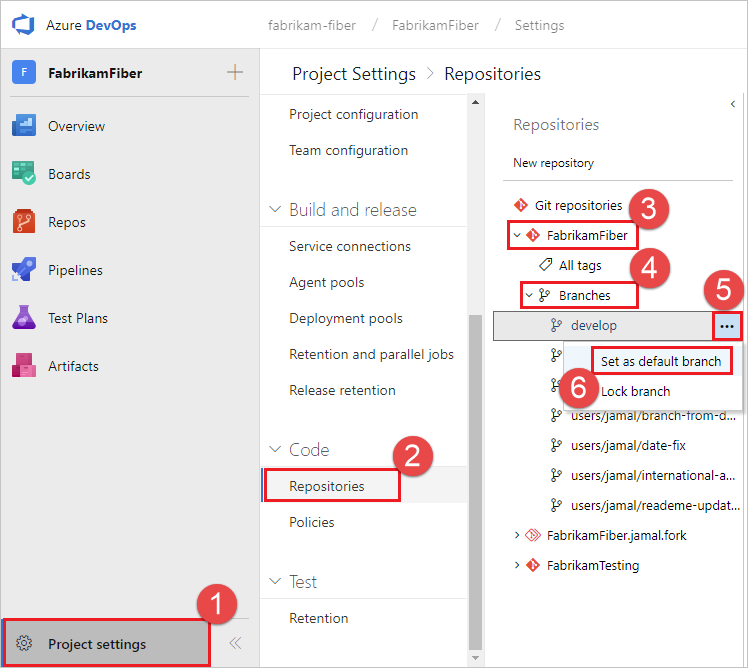 Azure DevOps
fabrikam-fiber / FabrikamFiber / Settings
F FabrikamFiber
Overview
Boards
Repos
Pipelines
Test Plans
Artifacts
1
Project settings
Project Settings > Repositories
Project configuration
Team configuration
Build and release
Service connections
Agent pools
Deployment pools
Retention and parallel jobs
Release retention
Code
2
Repositories
Policies
Test
Retention
Repositories
New repository
Git repositories
3
FabrikamFiber
All tags
4
Branches
5
develop ...
Set as default branch
6
Lock branch
users/jamal/branch-from-d...
users/jamal/date-fix
users/jamal/international-a...
users/jamal/reademe-updat...
FabrikamFiber.jamal.fork
FabrikamTesting